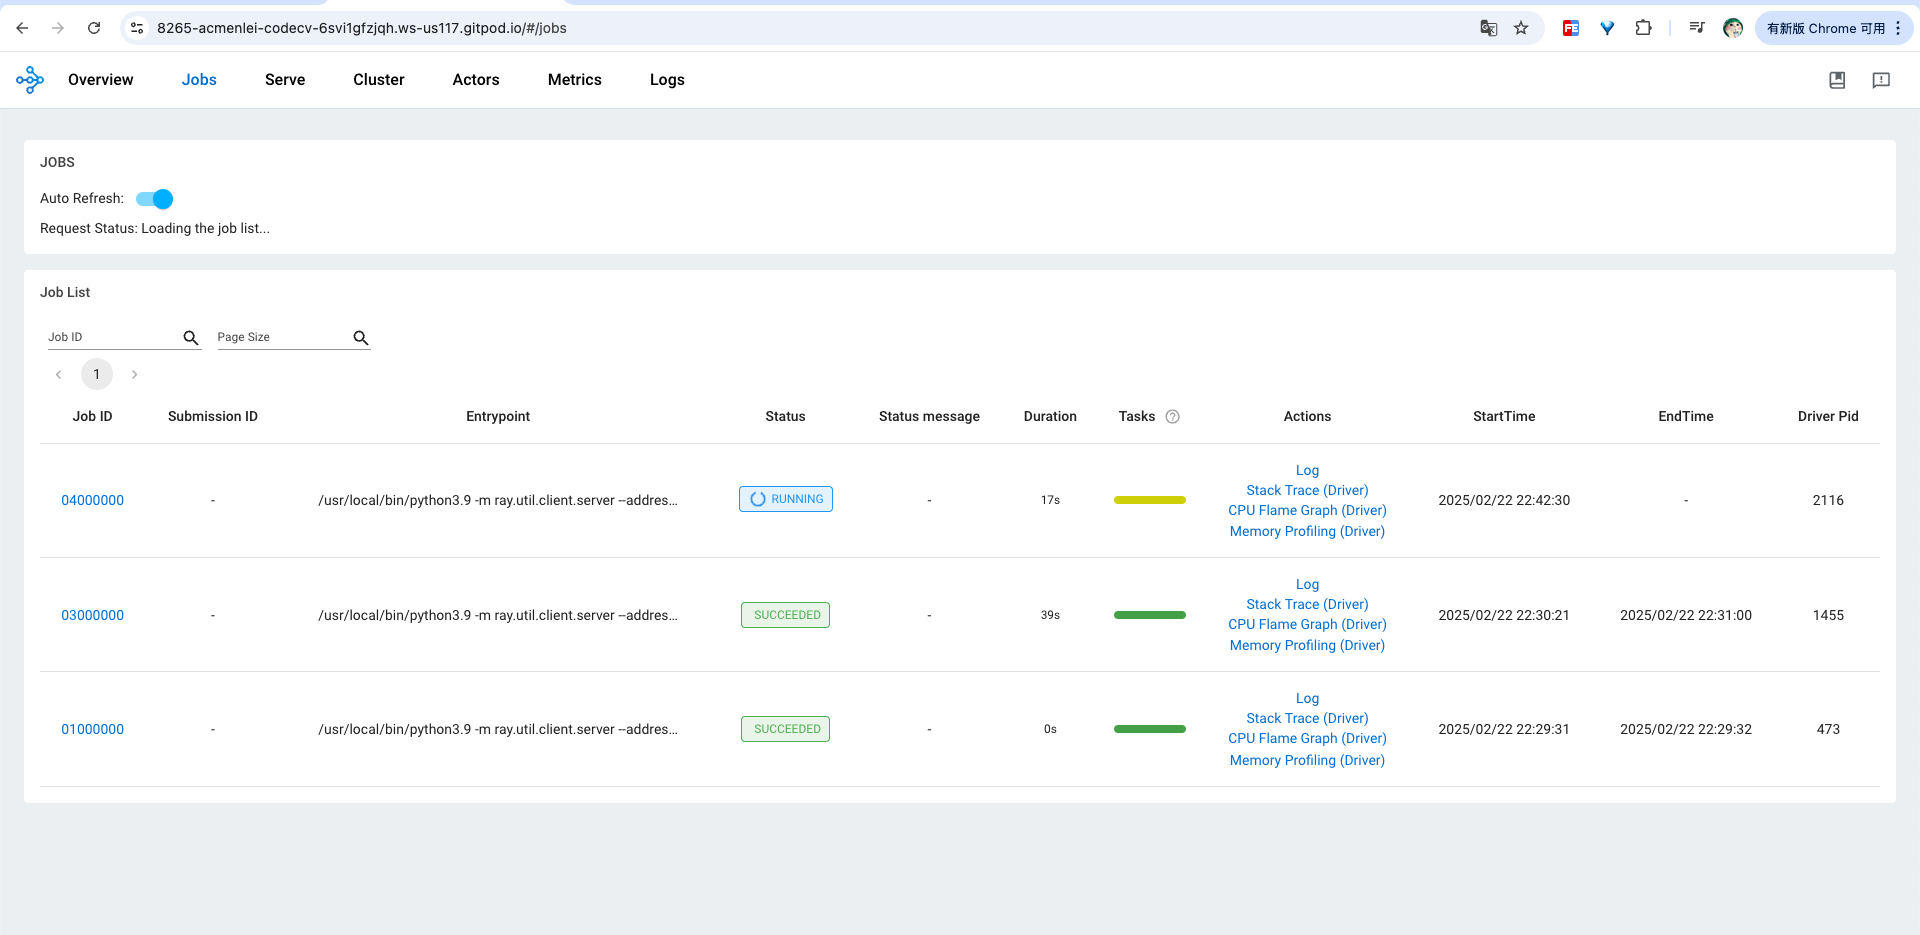 8265-acmenlei-codecv-6svi1gfzjqh.ws-us117.gitpod.io/#/jobs
有新版 Chrome 可用
Overview Jobs Serve Cluster Actors Metrics Logs
JOBS
Auto Refresh:
Request Status: Loading the job list...
Job List
Job ID Page Size
1
Job ID Submission ID Entrypoint Status Status message Duration Tasks ? Actions StartTime EndTime Driver Pid
Log
Stack Trace (Driver)
04000000 - /usr/local/bin/python3.9 -m ray.util.client.server --addres... RUNNING - 17s 2025/02/22 22:42:30 - 2116
CPU Flame Graph (Driver)
Memory Profiling (Driver)
Log
Stack Trace (Driver)
03000000 - /usr/local/bin/python3.9 -m ray.util.client.server --addres... SUCCEEDED - 39s 2025/02/22 22:30:21 2025/02/22 22:31:00 1455
CPU Flame Graph (Driver)
Memory Profiling (Driver)
Log
Stack Trace (Driver)
01000000 - /usr/local/bin/python3.9 -m ray.util.client.server --addres... SUCCEEDED - 0s 2025/02/22 22:29:31 2025/02/22 22:29:32 473
CPU Flame Graph (Driver)
Memory Profiling (Driver)